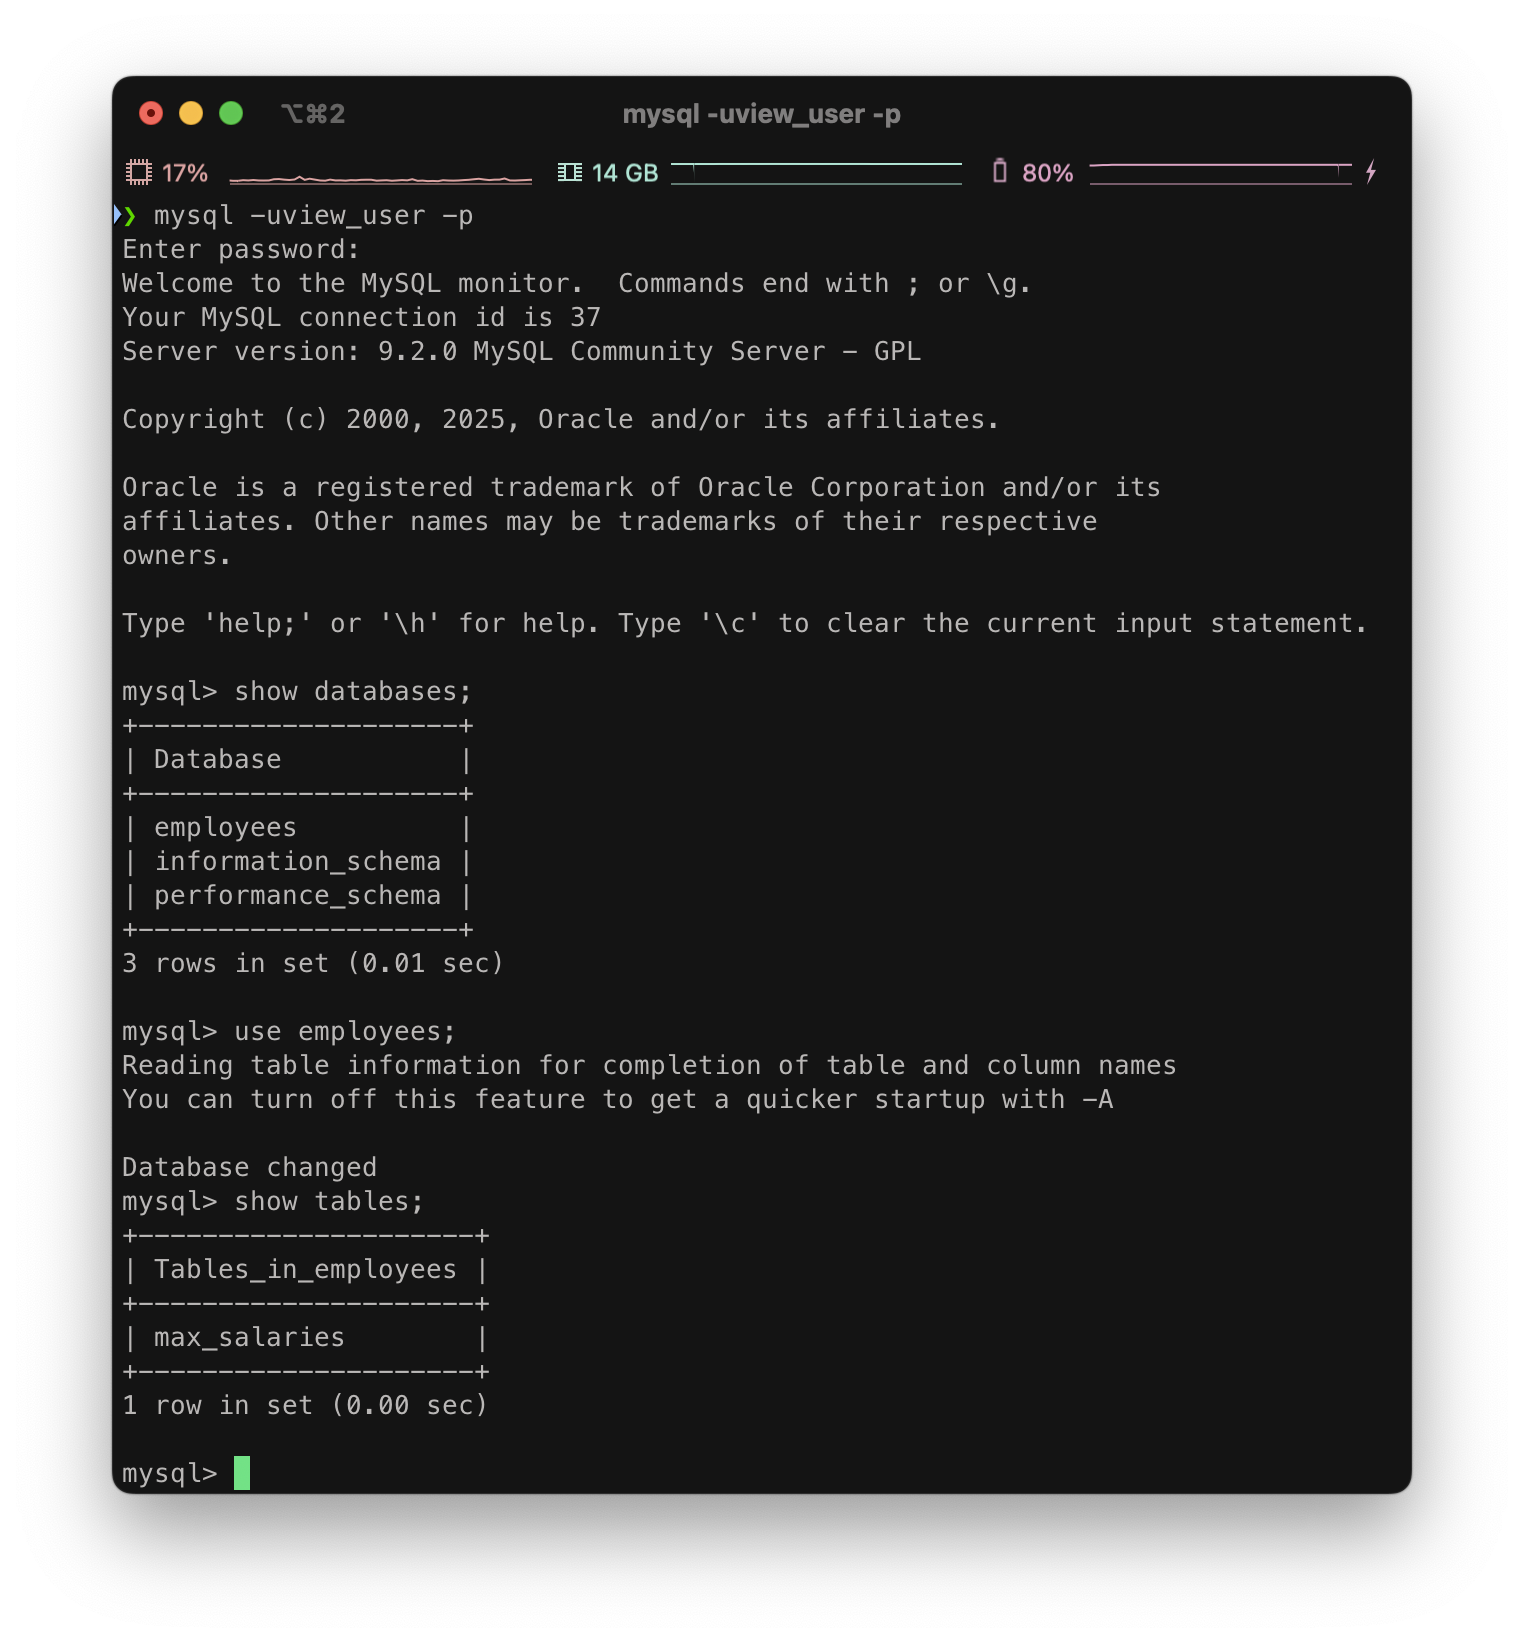 ⌥⌘2 mysql -uview_user -p
17% 14 GB 80%
❯ mysql -uview_user -p
Enter password:
Welcome to the MySQL monitor.  Commands end with ; or \g.
Your MySQL connection id is 37
Server version: 9.2.0 MySQL Community Server - GPL

Copyright (c) 2000, 2025, Oracle and/or its affiliates.

Oracle is a registered trademark of Oracle Corporation and/or its
affiliates. Other names may be trademarks of their respective
owners.

Type 'help;' or '\h' for help. Type '\c' to clear the current input statement.

mysql> show databases;
+--------------------+
| Database           |
+--------------------+
| employees          |
| information_schema |
| performance_schema |
+--------------------+
3 rows in set (0.01 sec)

mysql> use employees;
Reading table information for completion of table and column names
You can turn off this feature to get a quicker startup with -A

Database changed
mysql> show tables;
+---------------------+
| Tables_in_employees |
+---------------------+
| max_salaries        |
+---------------------+
1 row in set (0.00 sec)

mysql>